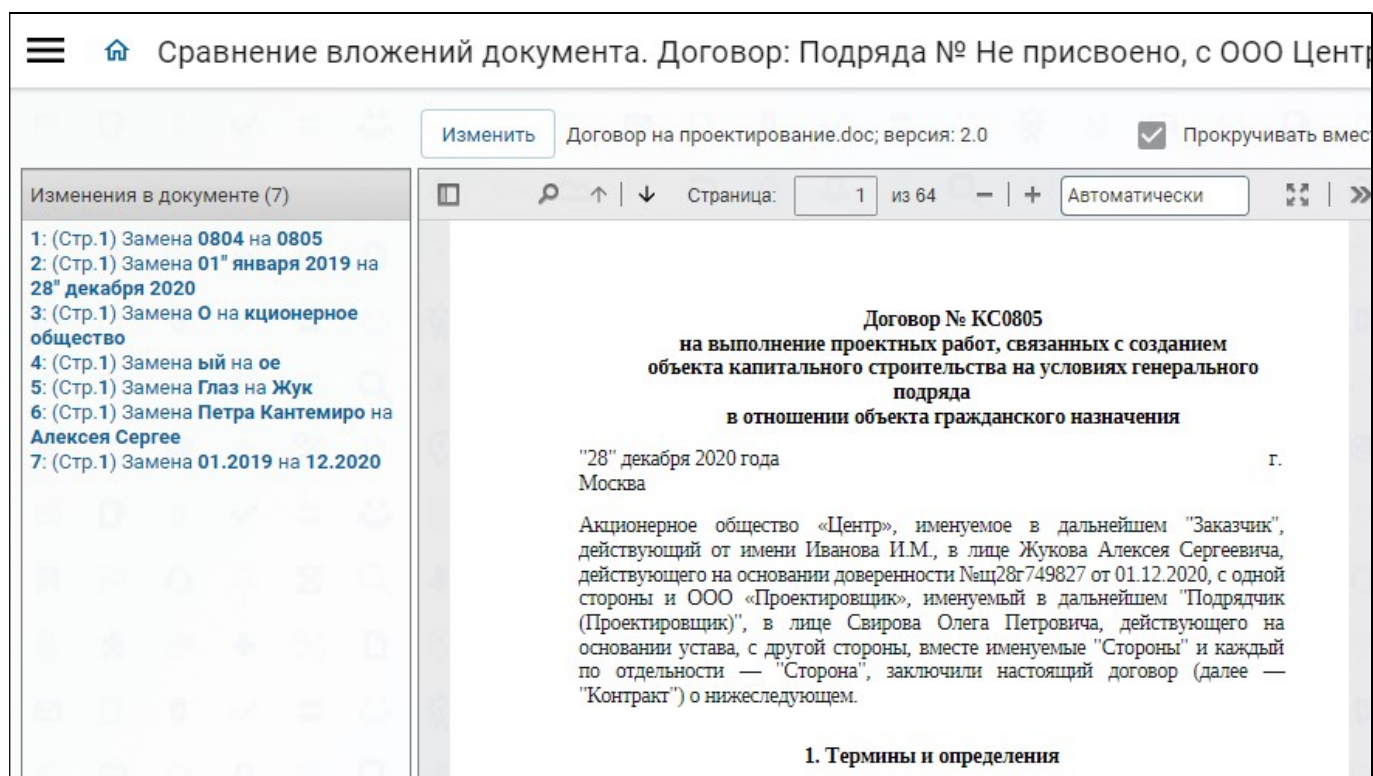 Сравнение вложений документа. Договор: Подряда № Не присвоено, с ООО Центр
Изменить Договор на проектирование.doc; версия: 2.0 Прокручивать вмес
Изменения в документе (7)
Страница: 1 из 64 Автоматически
1: (Стр.1) Замена 0804 на 0805
2: (Стр.1) Замена 01" января 2019 на
28" декабря 2020
3: (Стр.1) Замена О на кционерное
общество
4: (Стр.1) Замена ый на ое
5: (Стр.1) Замена Глаз на Жук
6: (Стр.1) Замена Петра Кантемиро на
Алексея Сергее
7: (Стр.1) Замена 01.2019 на 12.2020
Договор № КС0805
на выполнение проектных работ, связанных с созданием
объекта капитального строительства на условиях генерального
подряда
в отношении объекта гражданского назначения
"28" декабря 2020 года г.
Москва
Акционерное общество «Центр», именуемое в дальнейшем "Заказчик",
действующий от имени Иванова И.М., в лице Жукова Алексея Сергеевича,
действующего на основании доверенности №щ28г749827 от 01.12.2020, с одной
стороны и ООО «Проектировщик», именуемый в дальнейшем "Подрядчик
(Проектировщик)", в лице Свирова Олега Петровича, действующего на
основании устава, с другой стороны, вместе именуемые "Стороны" и каждый
по отдельности — "Сторона", заключили настоящий договор (далее —
"Контракт") о нижеследующем.
1. Термины и определения